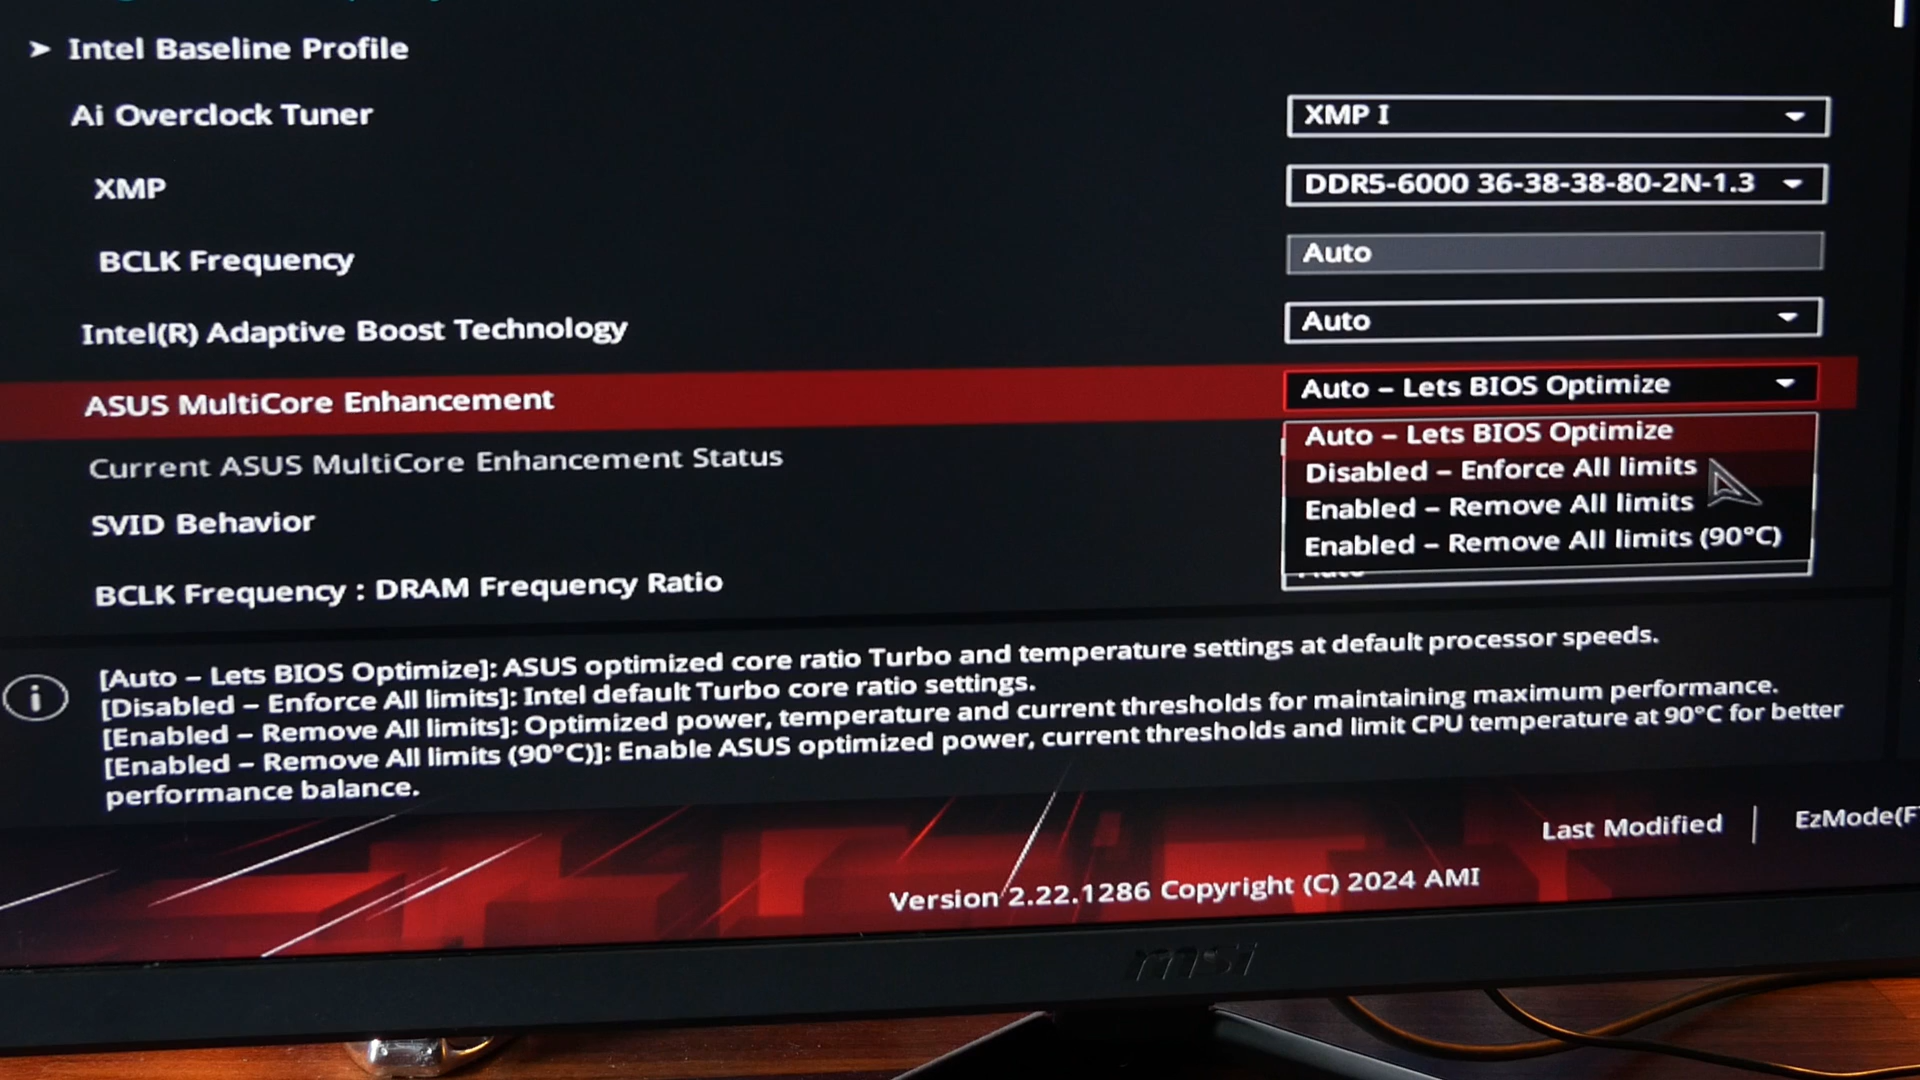 Intel Baseline Profile
Ai Overclock Tuner
XMP I
XMP
DDR5-6000 36-38-38-80-2N-1.3
BCLK Frequency
Auto
Intel(R) Adaptive Boost Technology
Auto
ASUS MultiCore Enhancement
Auto – Lets BIOS Optimize
Auto – Lets BIOS Optimize
Disabled – Enforce All limits
Enabled – Remove All limits
Enabled – Remove All limits (90°C)
Current ASUS MultiCore Enhancement Status
SVID Behavior
BCLK Frequency : DRAM Frequency Ratio
[Auto – Lets BIOS Optimize]: ASUS optimized core ratio Turbo and temperature settings at default processor speeds.
[Disabled – Enforce All limits]: Intel default Turbo core ratio settings.
[Enabled – Remove All limits]: Optimized power, temperature and current thresholds for maintaining maximum performance.
[Enabled – Remove All limits (90°C)]: Enable ASUS optimized power, current thresholds and limit CPU temperature at 90°C for better
performance balance.
Last Modified
EzMode(F
Version 2.22.1286 Copyright (C) 2024 AMI
msi